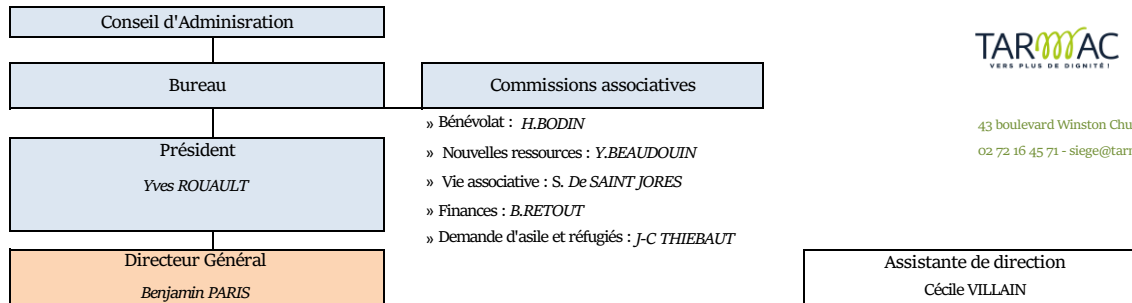 Conseil d'Adminisration
TARMAC
VERS PLUS DE DIGNITÉ !
Bureau
Commissions associatives
» Bénévolat : H.BODIN
43 boulevard Winston Chu
Président
» Nouvelles ressources : Y.BEAUDOUIN
02 72 16 45 71 - siege@tar
Yves ROUAULT
» Vie associative : S. De SAINT JORES
» Finances : B.RETOUT
» Demande d'asile et réfugiés : J-C THIEBAUT
Directeur Général
Assistante de direction
Benjamin PARIS
Cécile VILLAIN